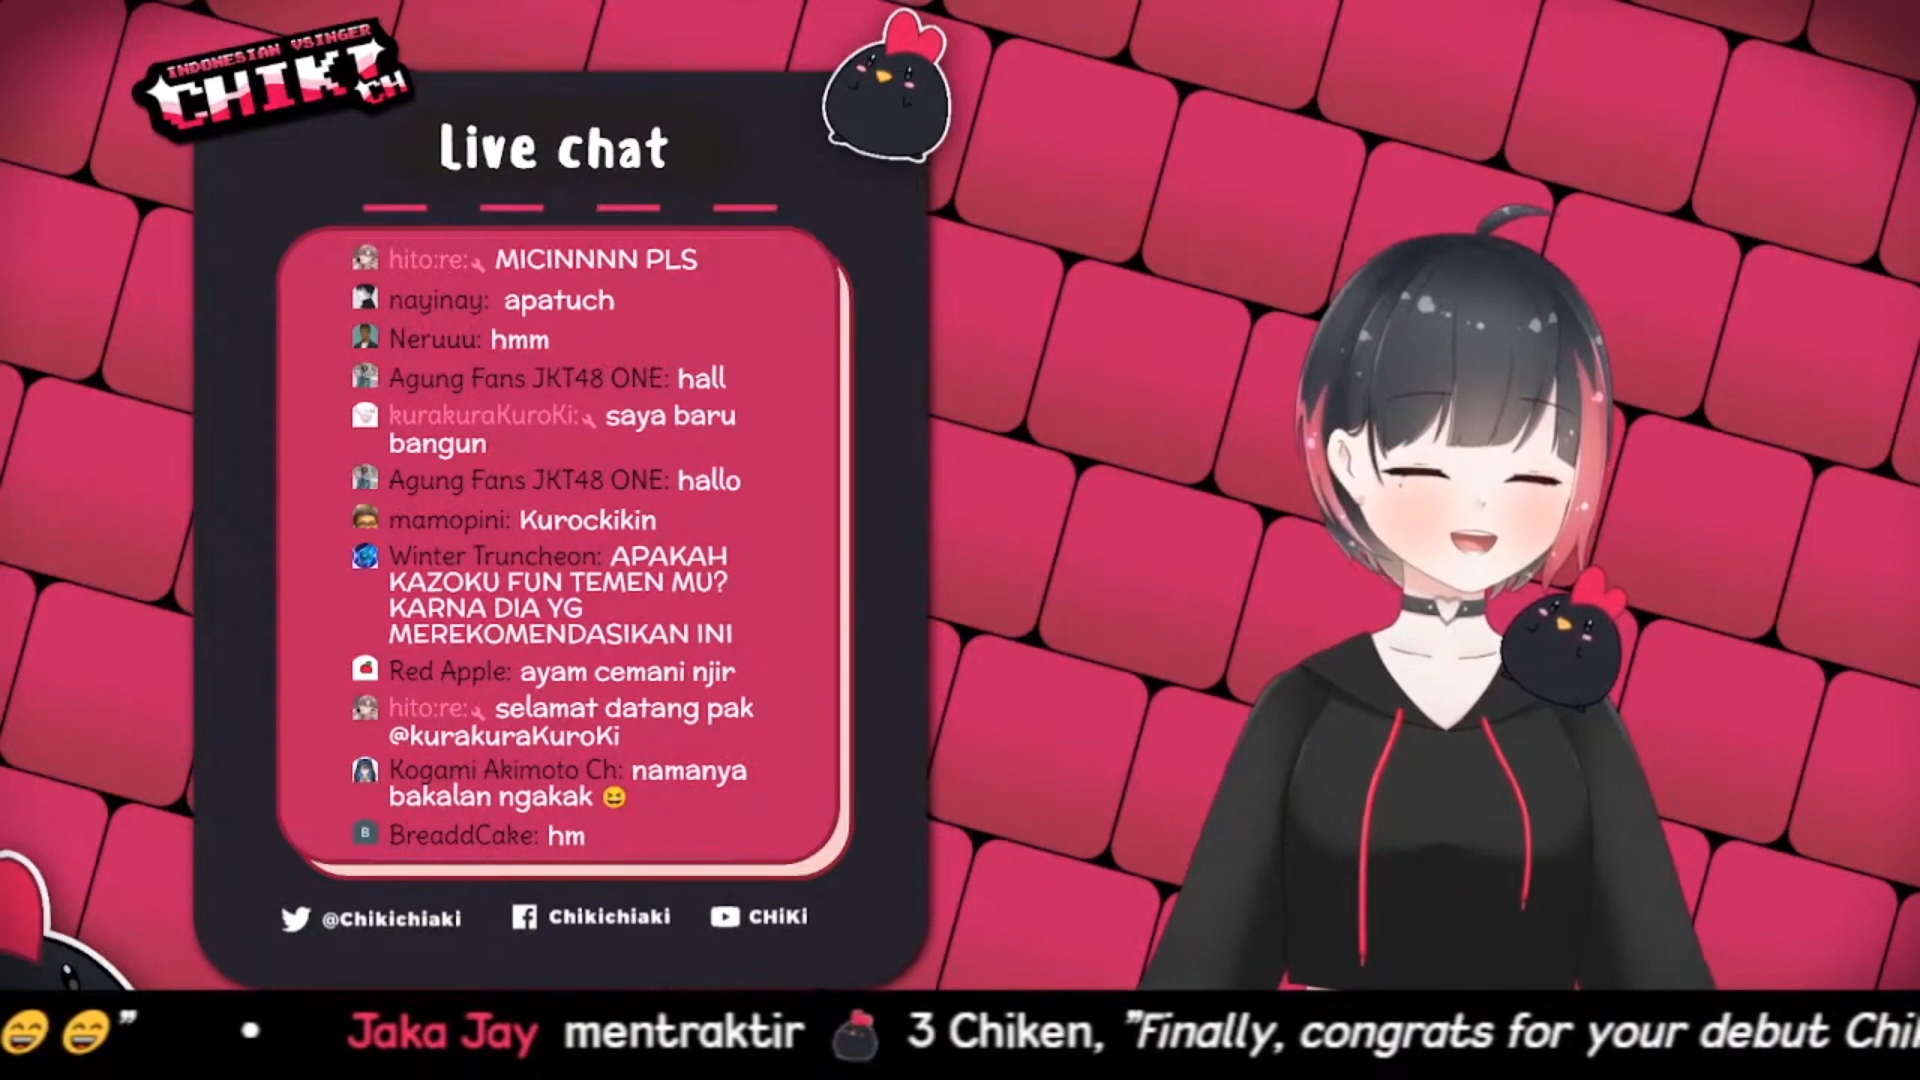 INDONESIAN VSINGER
CHIKI
CH
Live chat
hito:re: MICINNNN PLS
nayinay: apatuch
Neruuu: hmm
Agung Fans JKT48 ONE: hall
kurakuraKuroKi: saya baru
bangun
Agung Fans JKT48 ONE: hallo
mamopini: Kurockikin
Winter Truncheon: APAKAH
KAZOKU FUN TEMEN MU?
KARNA DIA YG
MEREKOMENDASIKAN INI
Red Apple: ayam cemani njir
hito:re: selamat datang pak
@kurakuraKuroKi
Kogami Akimoto Ch: namanya
bakalan ngakak 😆
B BreaddCake: hm
@Chikichiaki Chikichiaki CHiKi
😄 😄" • Jaka Jay mentraktir 3 Chiken, "Finally, congrats for your debut Chi